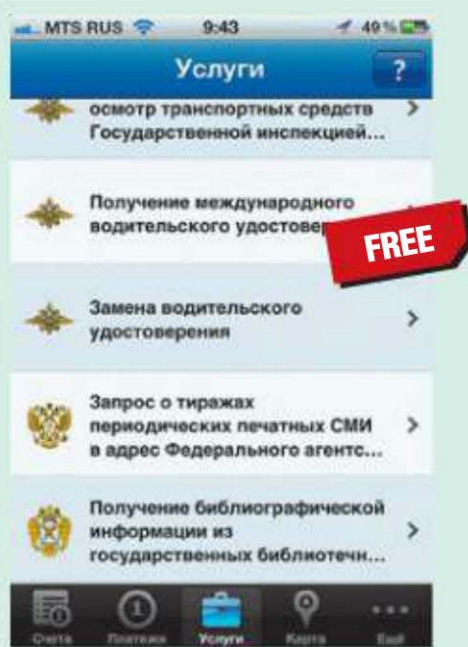 MTS RUS 9:43 49 %
Услуги ?
осмотр транспортных средств
Государственной инспекцией...
Получение международного
водительского удостовер
FREE
Замена водительского
удостоверения
Запрос о тиражах
периодических печатных СМИ
в адрес Федерального агентс...
Получение библиографической
информации из
государственных библиотечн...
Счета Платежи Услуги Карта Ещё